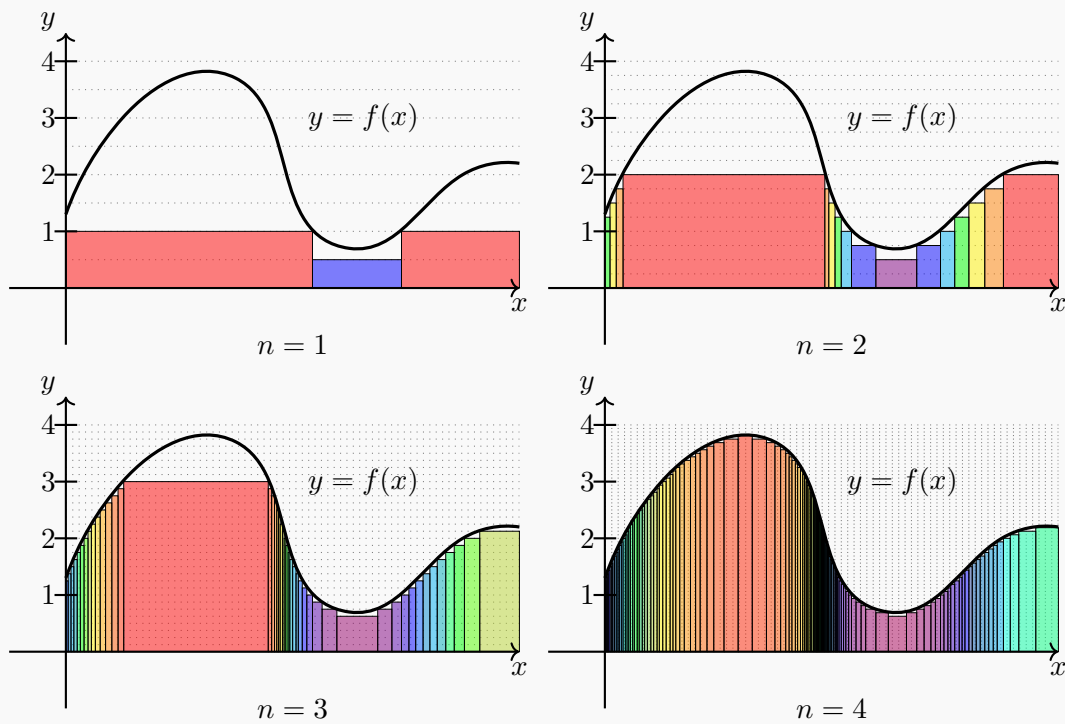 y
4
3
2
1
y = f(x)
x
n = 1
y
4
3
2
1
y = f(x)
x
n = 2
y
4
3
2
1
y = f(x)
x
n = 3
y
4
3
2
1
y = f(x)
x
n = 4